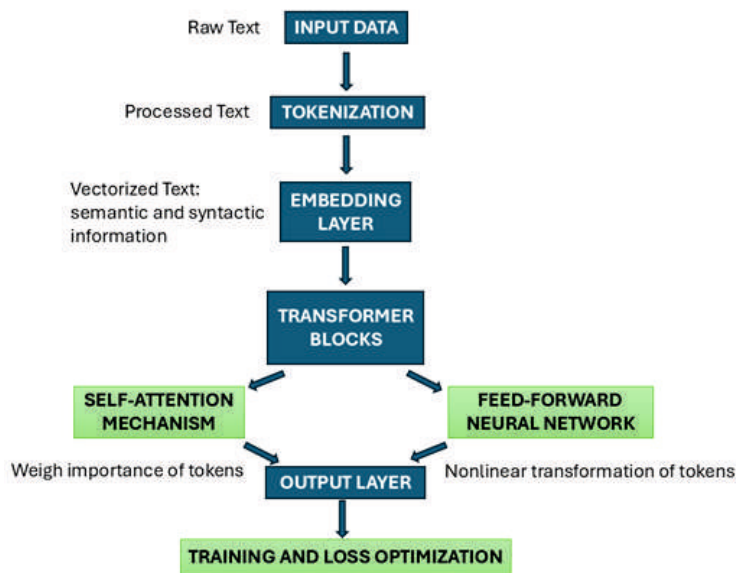 Raw Text
INPUT DATA
Processed Text
TOKENIZATION
Vectorized Text:
semantic and syntactic
information
EMBEDDING
LAYER
TRANSFORMER
BLOCKS
SELF-ATTENTION
MECHANISM
FEED-FORWARD
NEURAL NETWORK
Weigh importance of tokens
OUTPUT LAYER
Nonlinear transformation of tokens
TRAINING AND LOSS OPTIMIZATION